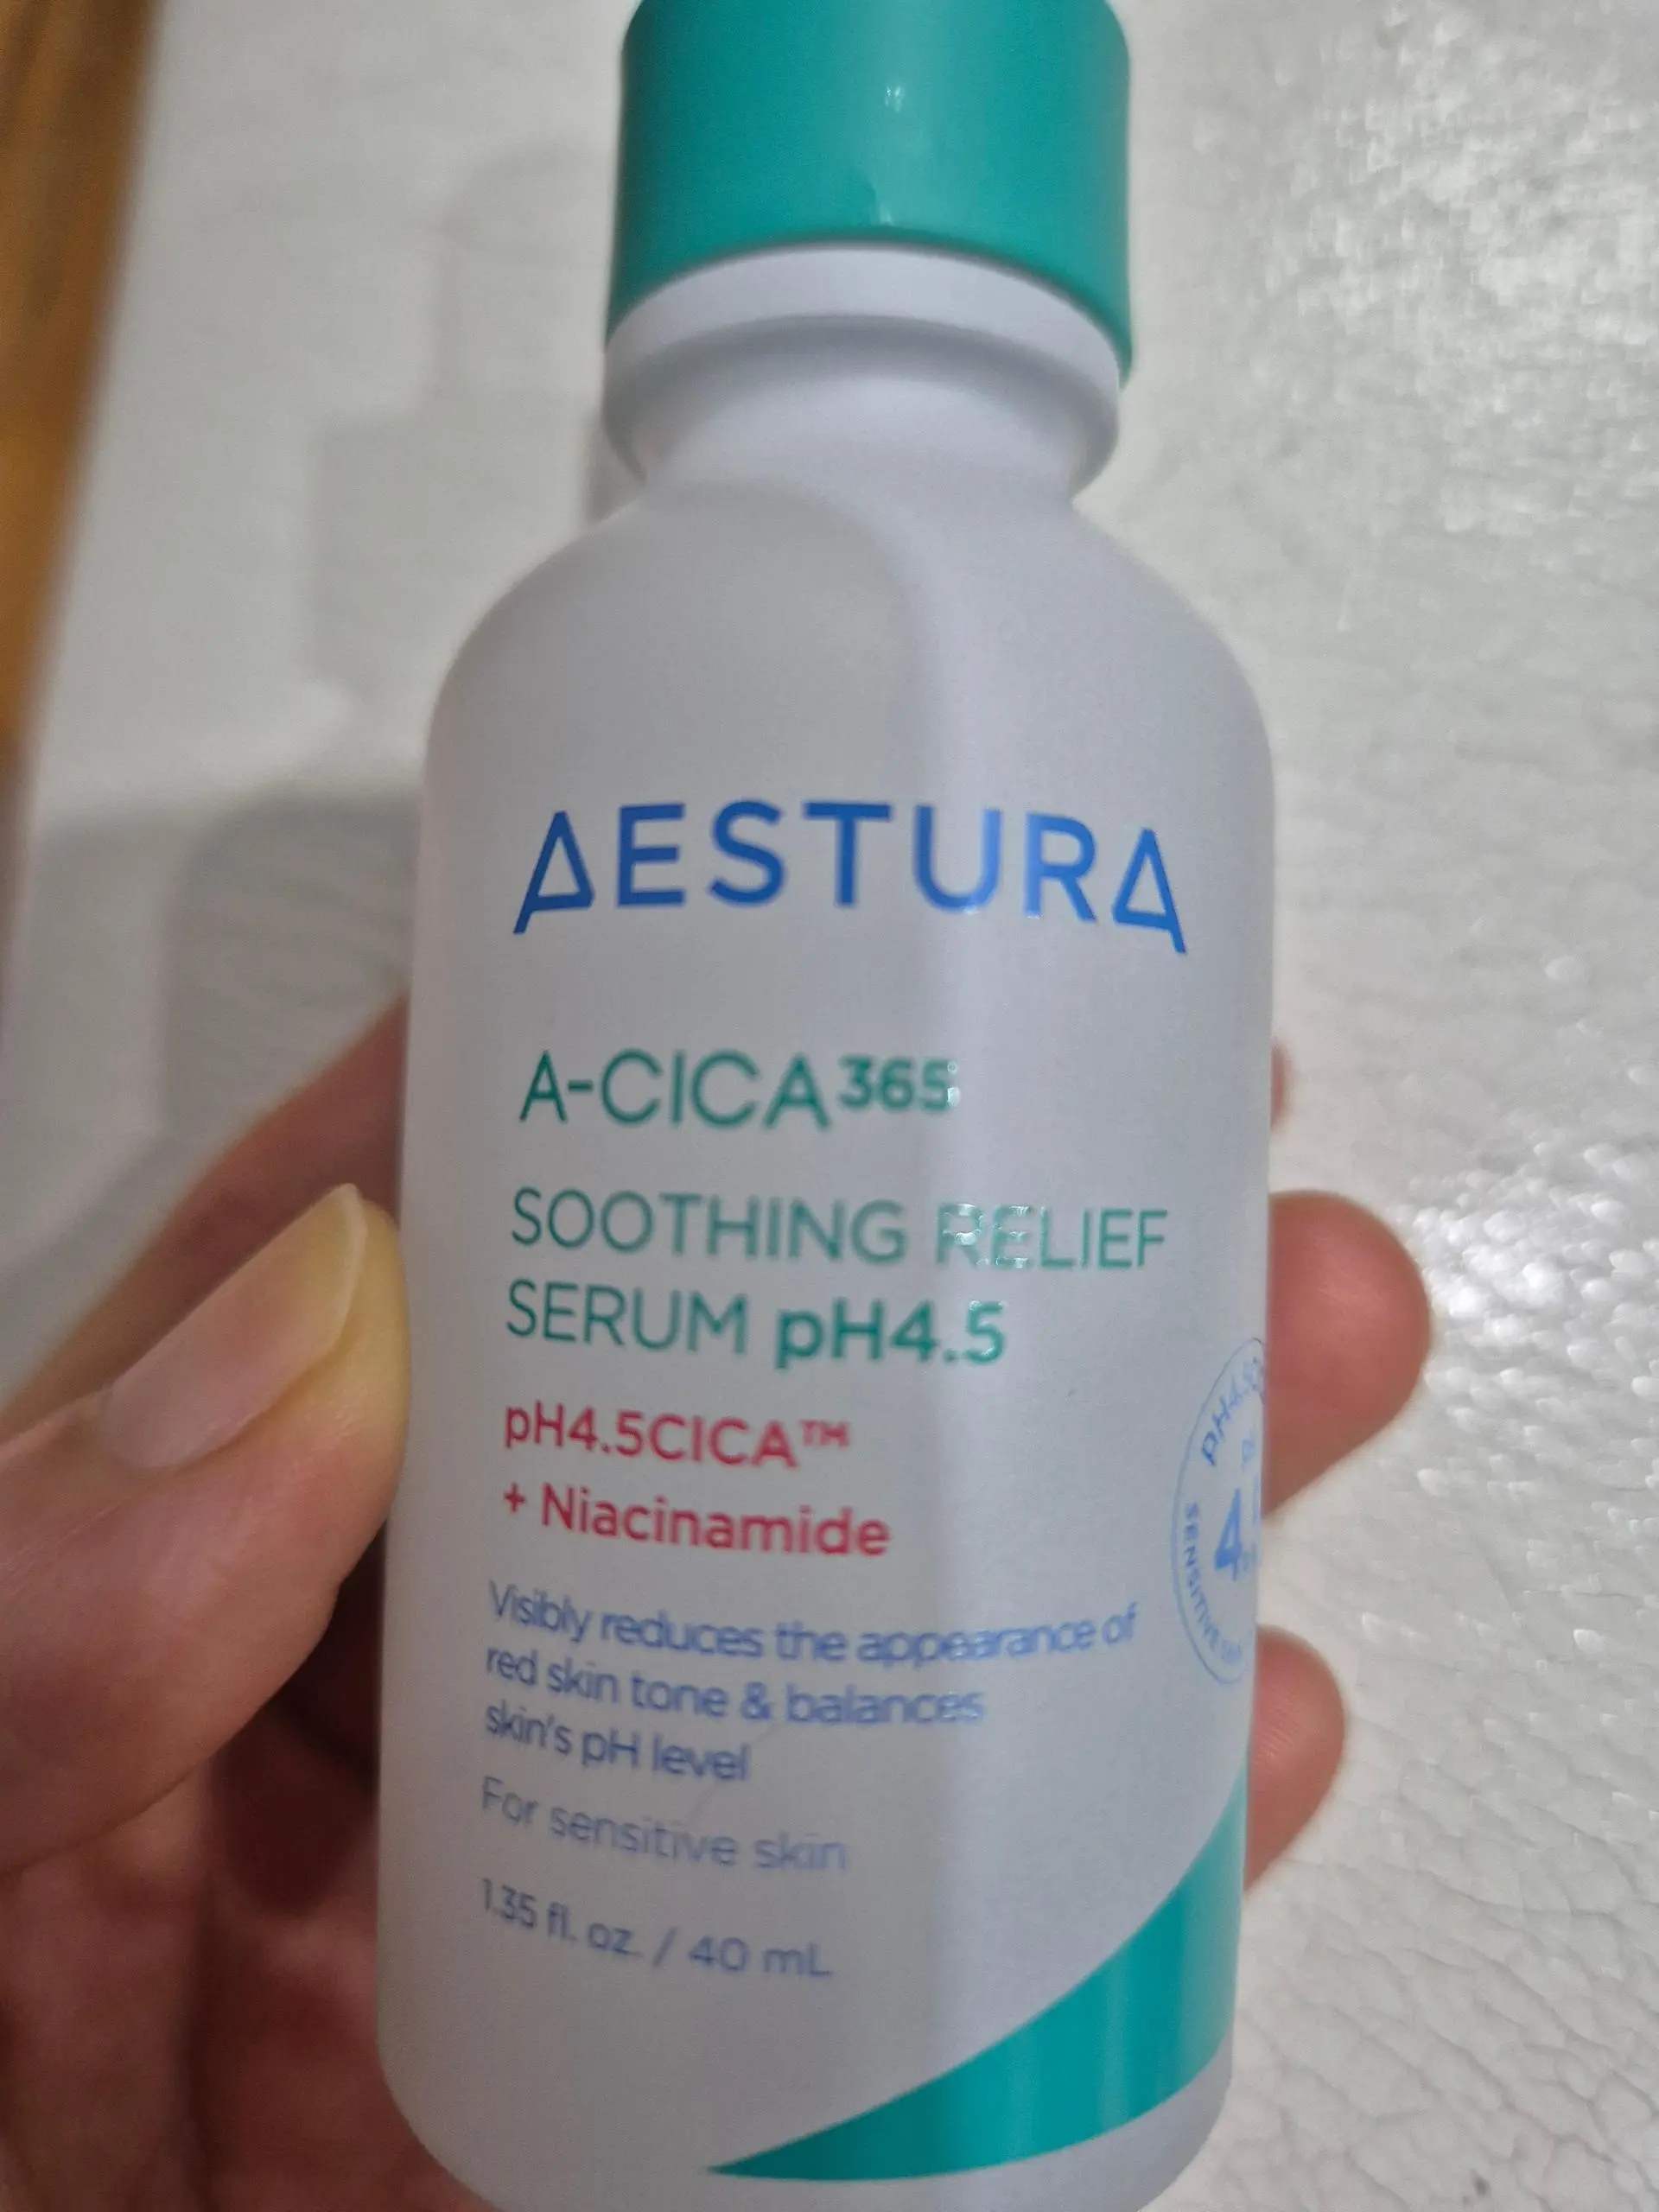 AESTURA
A-CICA365
SOOTHING RELIEF
SERUM pH4.5
pH4.5CICA™
+ Niacinamide
Visibly reduces the appearance of
red skin tone & balances
skin's pH level
For sensitive skin
1.35 fl. oz. / 40 mL